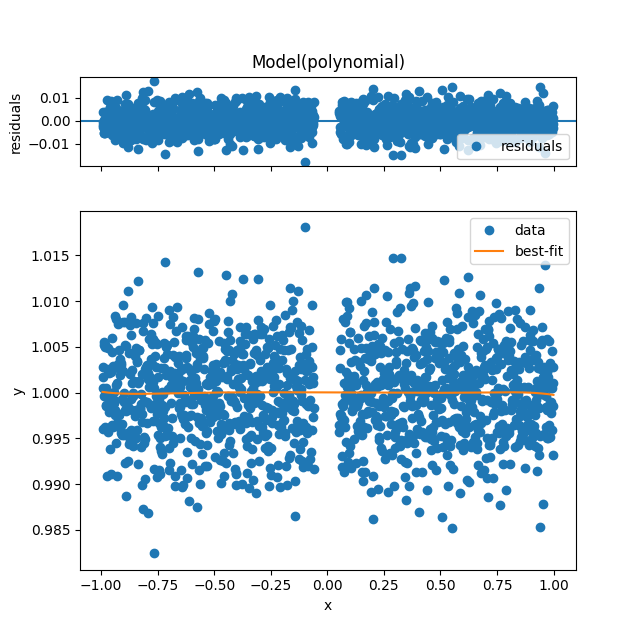 Model(polynomial)
residuals
0.01
0.00
−0.01
residuals
y
1.015
1.010
1.005
1.000
0.995
0.990
0.985
data
best-fit
−1.00 −0.75 −0.50 −0.25 0.00 0.25 0.50 0.75 1.00
x